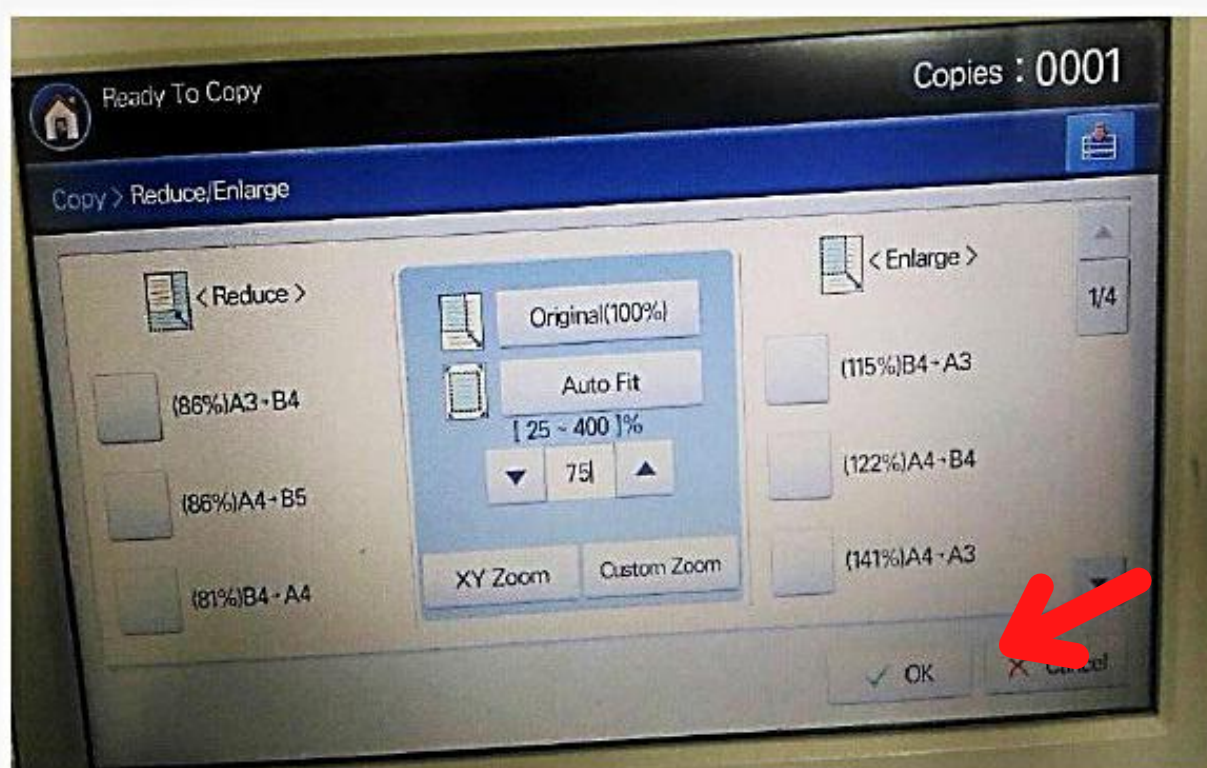 Ready To Copy
Copies : 0001
Copy > Reduce/Enlarge
< Reduce >
(86%)A3→B4
(86%)A4→B5
(81%)B4→A4
Original(100%)
Auto Fit
[ 25 ~ 400 ]%
75
XY Zoom
Custom Zoom
< Enlarge >
(115%)B4→A3
(122%)A4→B4
(141%)A4→A3
1/4
OK
Cancel